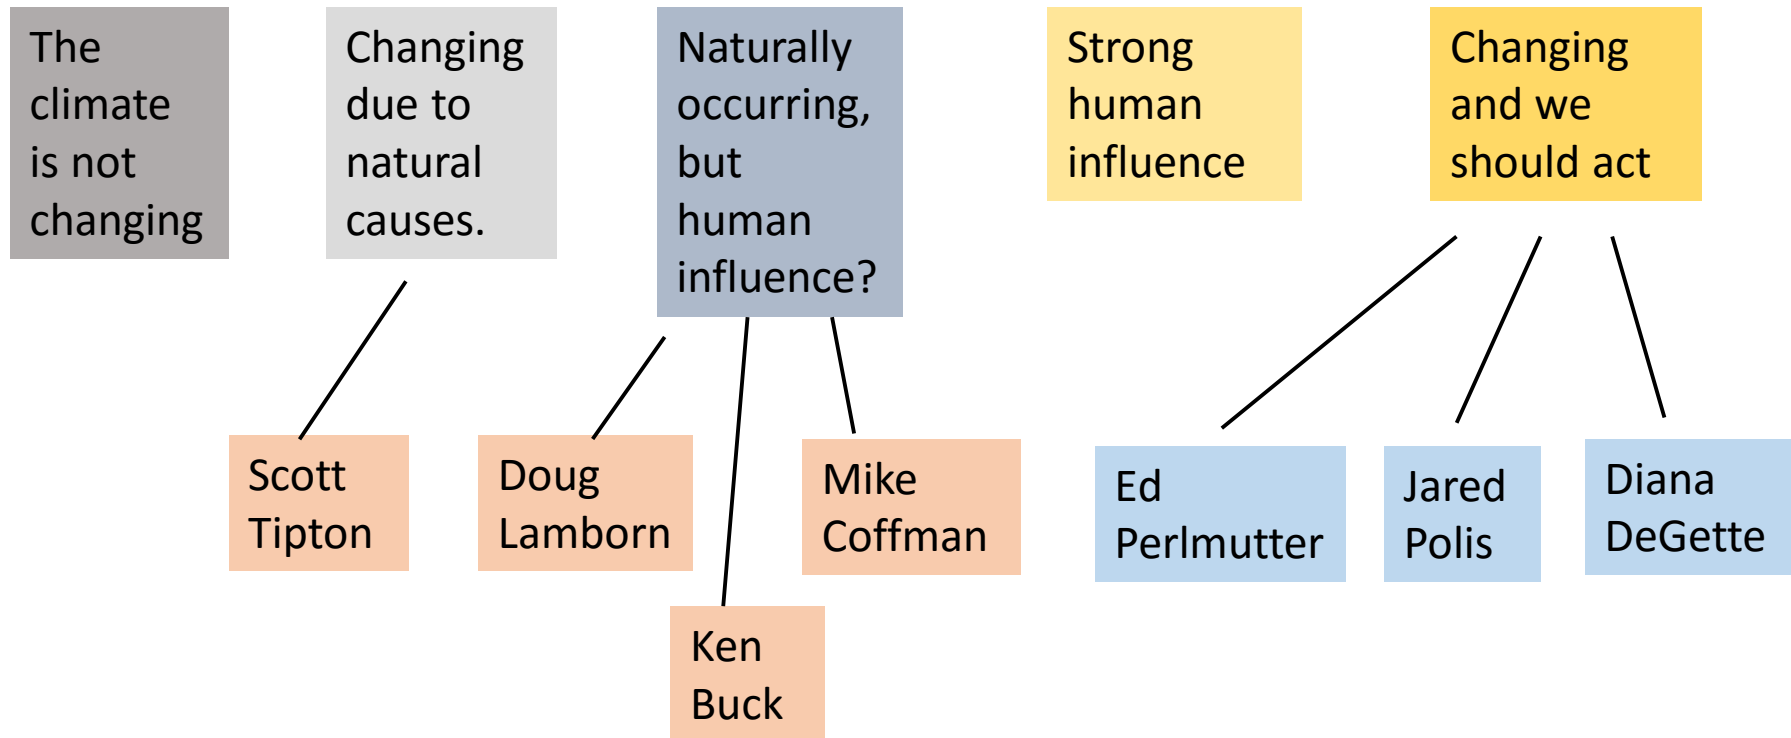 The
climate
is not
changing
Changing
due to
natural
causes.
Naturally
occurring,
but
human
influence?
Strong
human
influence
Changing
and we
should act
Scott
Tipton
Doug
Lamborn
Mike
Coffman
Ed
Perlmutter
Jared
Polis
Diana
DeGette
Ken
Buck